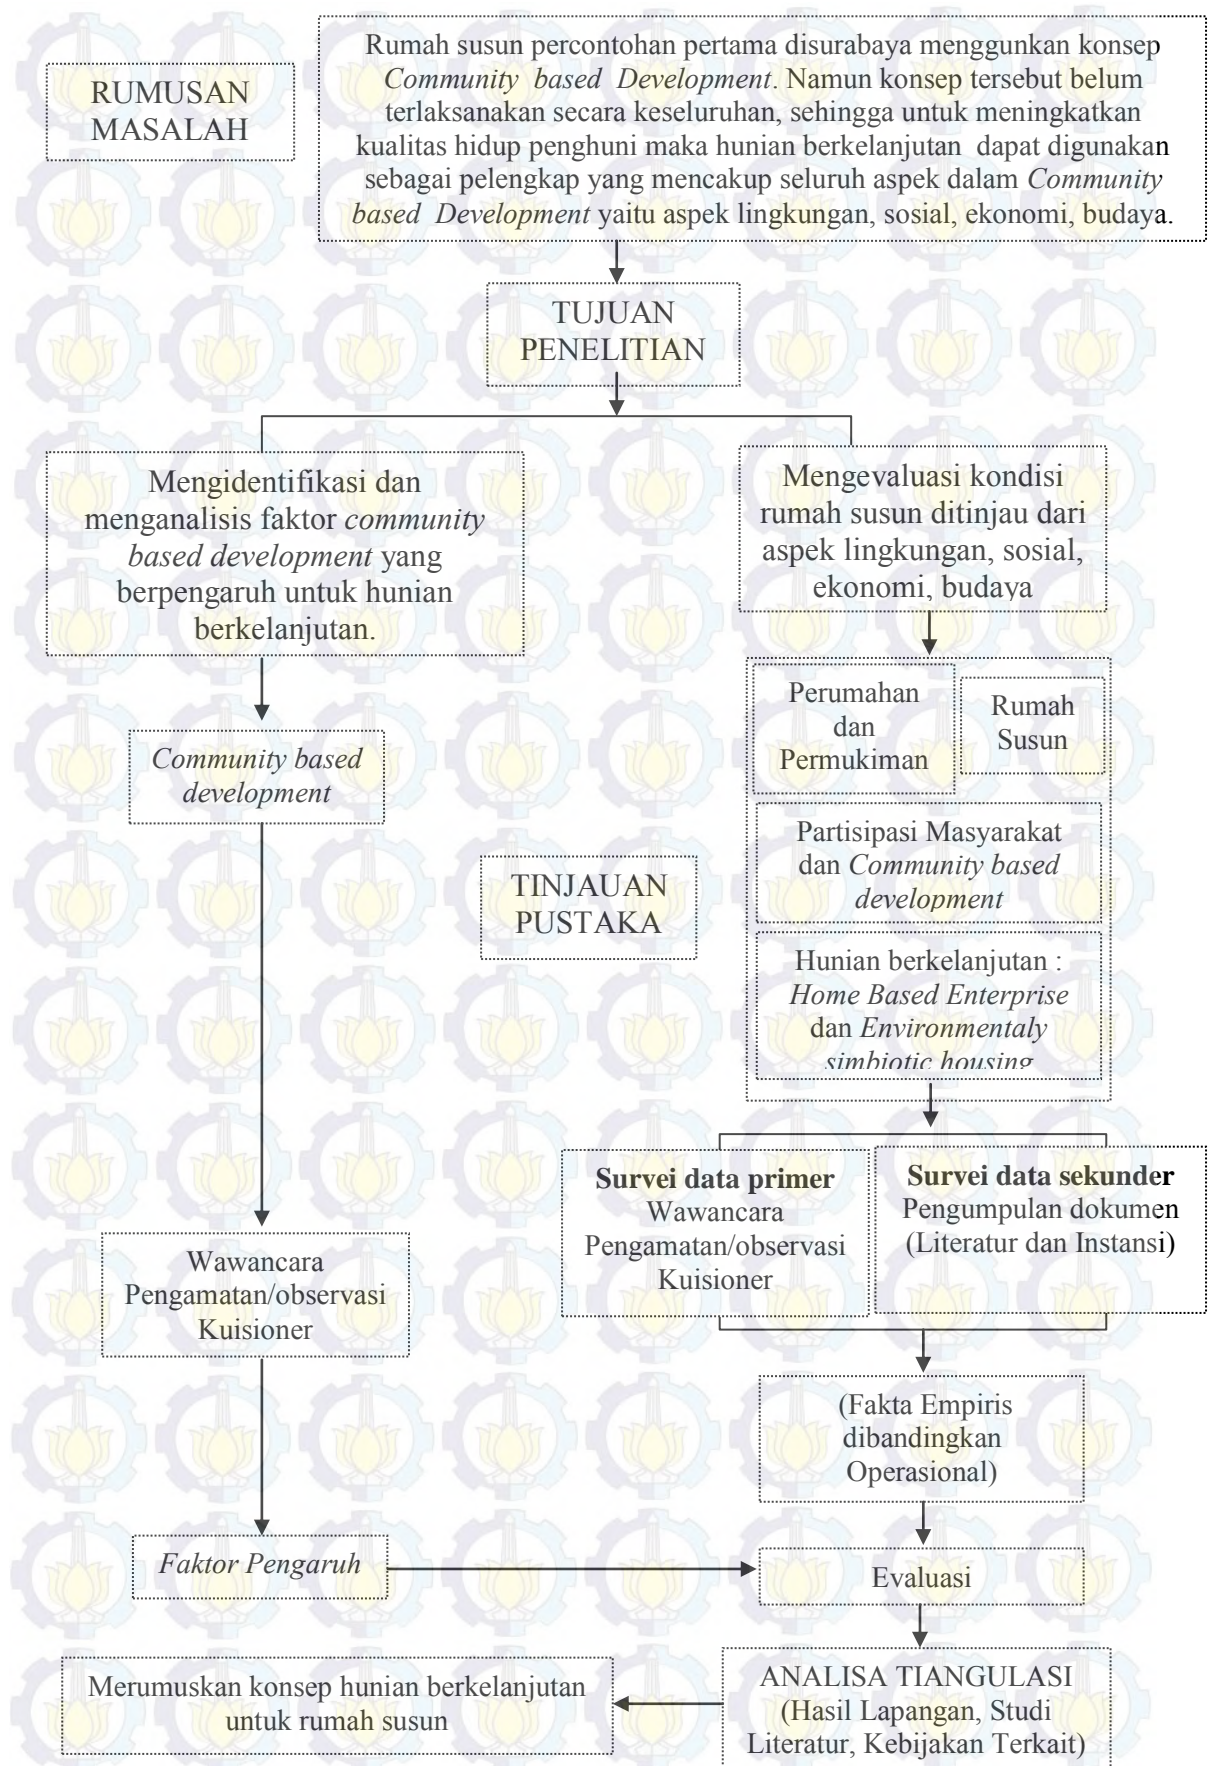 RUMUSAN
MASALAH
Rumah susun percontohan pertama disurabaya menggunkan konsep
Community based Development. Namun konsep tersebut belum
terlaksanakan secara keseluruhan, sehingga untuk meningkatkan
kualitas hidup penghuni maka hunian berkelanjutan dapat digunakan
sebagai pelengkap yang mencakup seluruh aspek dalam Community
based Development yaitu aspek lingkungan, sosial, ekonomi, budaya.
TUJUAN
PENELITIAN
Mengidentifikasi dan
menganalisis faktor community
based development yang
berpengaruh untuk hunian
berkelanjutan.
Mengevaluasi kondisi
rumah susun ditinjau dari
aspek lingkungan, sosial,
ekonomi, budaya
Community based
development
TINJAUAN
PUSTAKA
Perumahan
dan
Permukiman
Rumah
Susun
Partisipasi Masyarakat
dan Community based
development
Hunian berkelanjutan :
Home Based Enterprise
dan Environmentaly
simbiotic housing
Wawancara
Pengamatan/observasi
Kuisioner
Survei data primer
Wawancara
Pengamatan/observasi
Kuisioner
Survei data sekunder
Pengumpulan dokumen
(Literatur dan Instansi)
(Fakta Empiris
dibandingkan
Operasional)
Faktor Pengaruh
Evaluasi
ANALISA TIANGULASI
(Hasil Lapangan, Studi
Literatur, Kebijakan Terkait)
Merumuskan konsep hunian berkelanjutan
untuk rumah susun